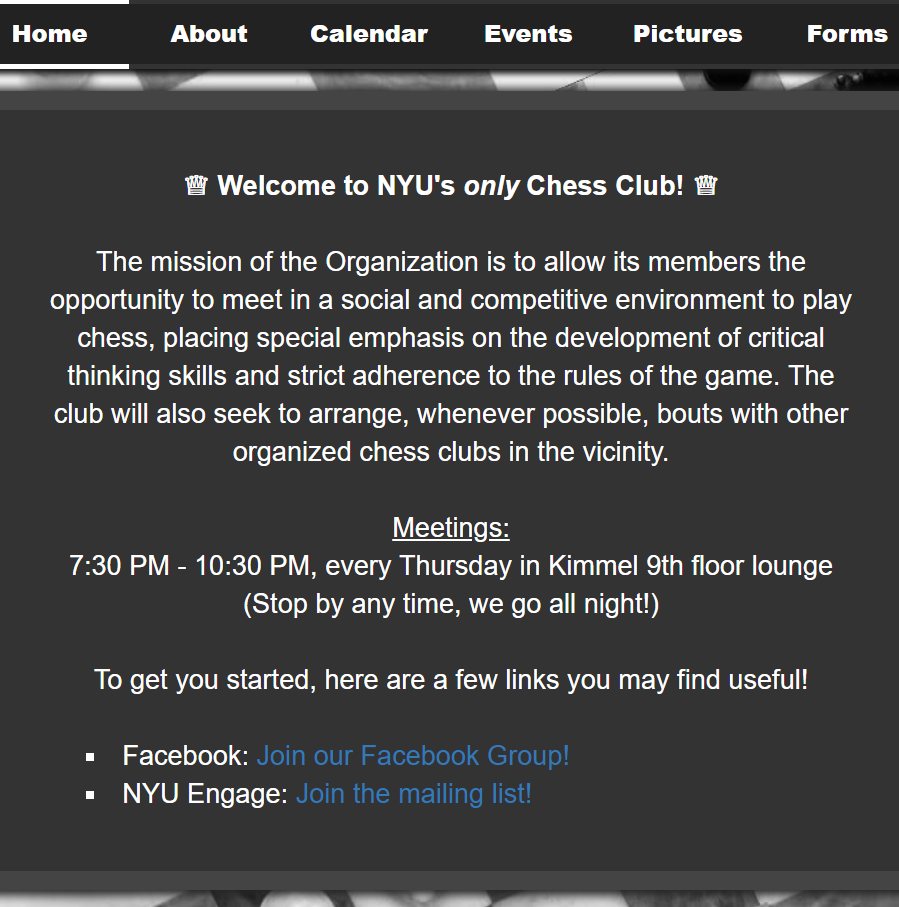 Home About Calendar Events Pictures Forms
♕ Welcome to NYU's only Chess Club! ♕
The mission of the Organization is to allow its members the
opportunity to meet in a social and competitive environment to play
chess, placing special emphasis on the development of critical
thinking skills and strict adherence to the rules of the game. The
club will also seek to arrange, whenever possible, bouts with other
organized chess clubs in the vicinity.
Meetings:
7:30 PM - 10:30 PM, every Thursday in Kimmel 9th floor lounge
(Stop by any time, we go all night!)
To get you started, here are a few links you may find useful!
▪ Facebook: Join our Facebook Group!
▪ NYU Engage: Join the mailing list!